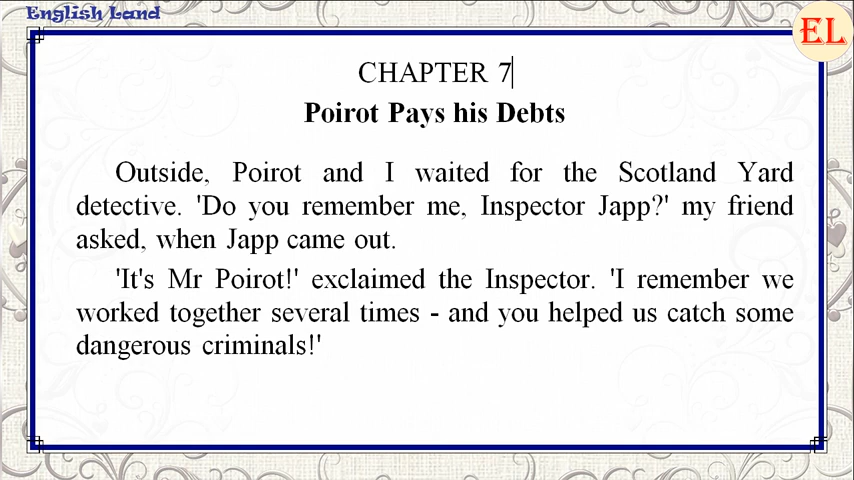 English Land
EL
CHAPTER 7
Poirot Pays his Debts
Outside, Poirot and I waited for the Scotland Yard
detective. 'Do you remember me, Inspector Japp?' my friend
asked, when Japp came out.
'It's Mr Poirot!' exclaimed the Inspector. 'I remember we
worked together several times - and you helped us catch some
dangerous criminals!'